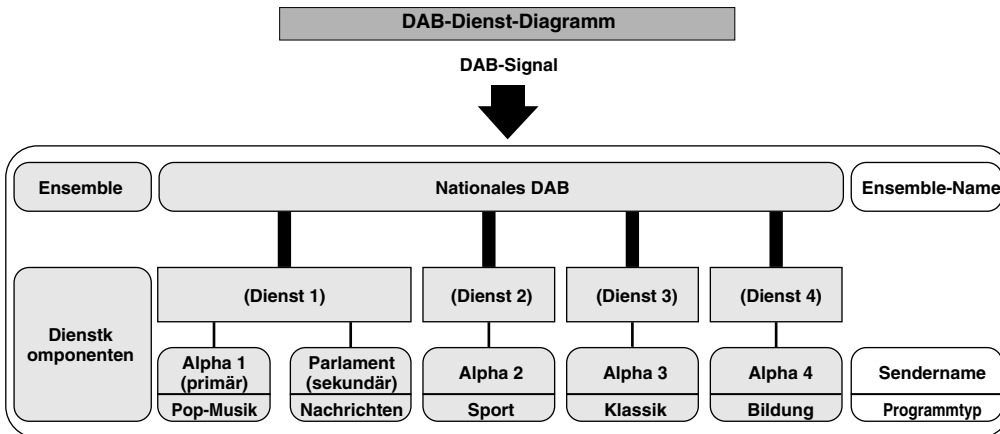 DAB-Dienst-Diagramm
DAB-Signal
Ensemble
Nationales DAB
Ensemble-Name
(Dienst 1)
(Dienst 2)
(Dienst 3)
(Dienst 4)
Dienstk
omponenten
Alpha 1
(primär)
Parlament
(sekundär)
Alpha 2
Alpha 3
Alpha 4
Sendername
Pop-Musik
Nachrichten
Sport
Klassik
Bildung
Programmtyp